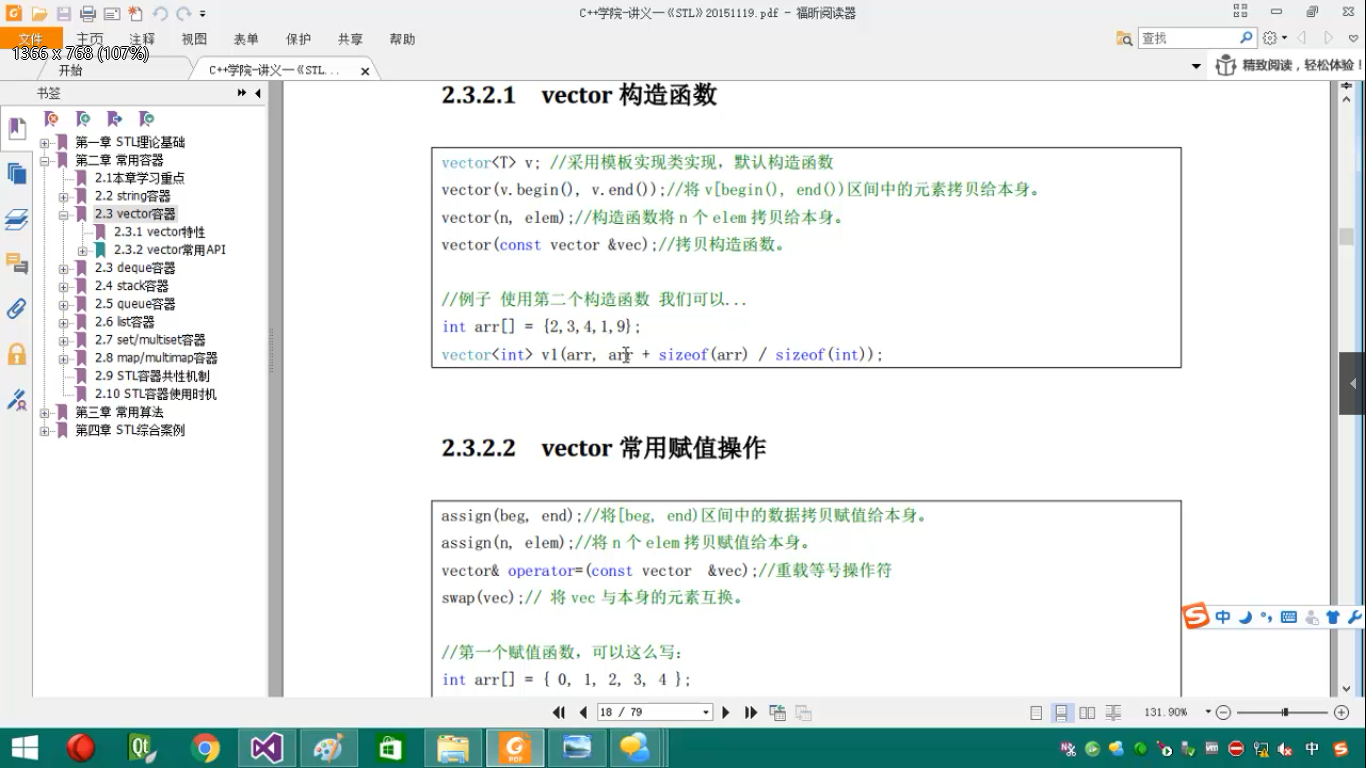 C++学院-讲义一《STL》20151119.pdf - 福昕阅读器
文件 主页 注释 视图 表单 保护 共享 帮助
查找
1366 x 768 (107%)
开始
C++学院-讲义一《STL...
精致阅读，轻松体验！
书签
第一章 STL理论基础
第二章 常用容器
2.1本章学习重点
2.2 string容器
2.3 vector容器
2.3.1 vector特性
2.3.2 vector常用API
2.3 deque容器
2.4 stack容器
2.5 queue容器
2.6 list容器
2.7 set/multiset容器
2.8 map/multimap容器
2.9 STL容器共性机制
2.10 STL容器使用时机
第三章 常用算法
第四章 STL综合案例
2.3.2.1 vector 构造函数
vector<T> v; //采用模板实现类实现，默认构造函数
vector(v.begin(), v.end());//将 v[begin(), end())区间中的元素拷贝给本身。
vector(n, elem);//构造函数将 n 个 elem 拷贝给本身。
vector(const vector &vec);//拷贝构造函数。
//例子 使用第二个构造函数 我们可以...
int arr[] = {2,3,4,1,9};
vector<int> v1(arr, arr + sizeof(arr) / sizeof(int));
2.3.2.2 vector 常用赋值操作
assign(beg, end);//将[beg, end)区间中的数据拷贝赋值给本身。
assign(n, elem);//将 n 个 elem 拷贝赋值给本身。
vector& operator=(const vector &vec);//重载等号操作符
swap(vec);// 将 vec 与本身的元素互换。
//第一个赋值函数，可以这么写：
int arr[] = { 0, 1, 2, 3, 4 };
中
18 / 79
131.90%
Qt
PDF
中